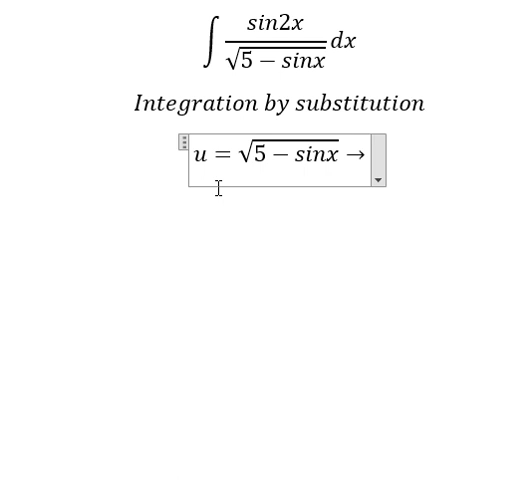 ∫ sin2x / √(5 − sinx) dx
Integration by substitution
u = √(5 − sinx) →